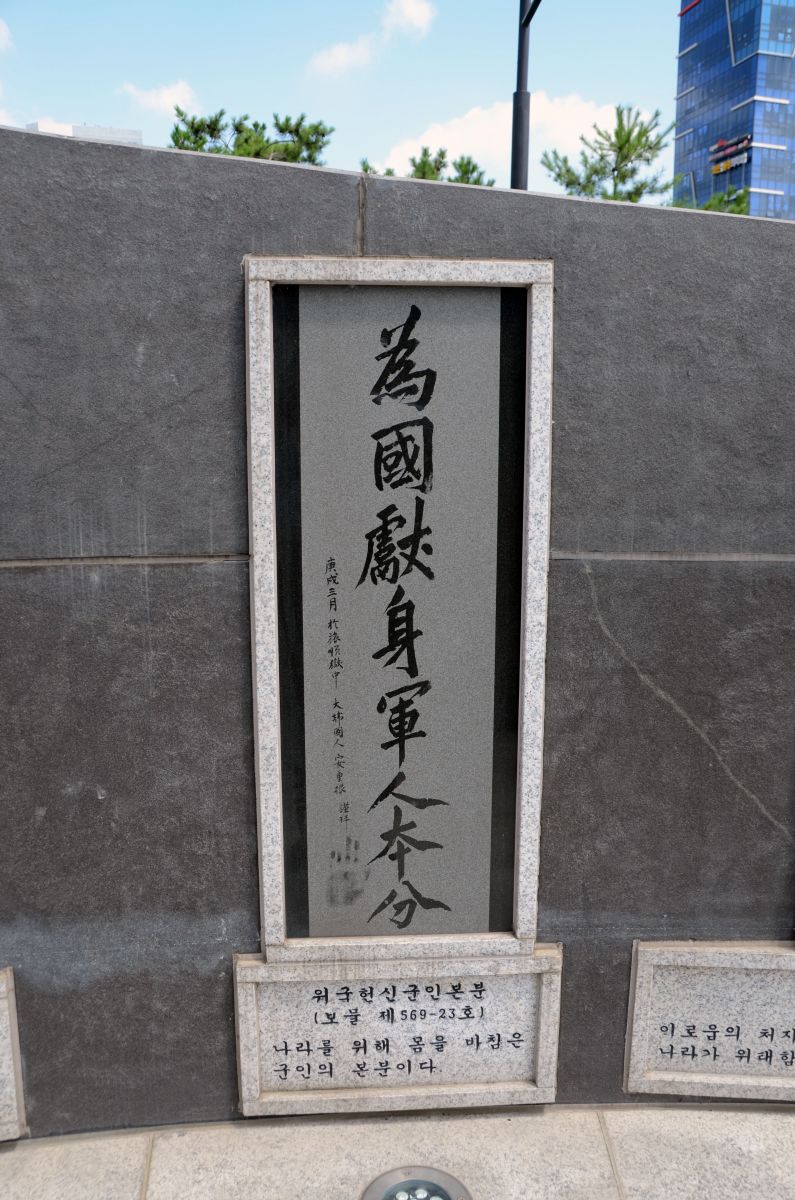 為國獻身軍人本分
庚戌三月 於旅順獄中 大韓國人 安重根 謹拜
위국헌신군인본분
(보물 제569-23호)
나라를 위해 몸을 바침은
군인의 본분이다.
이로움의 처지
나라가 위태함